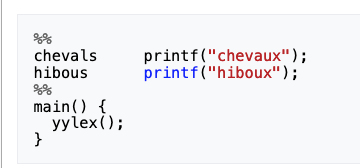 %%
chevals     printf("chevaux");
hibous      printf("hiboux");
%%
main() {
  yylex();
}